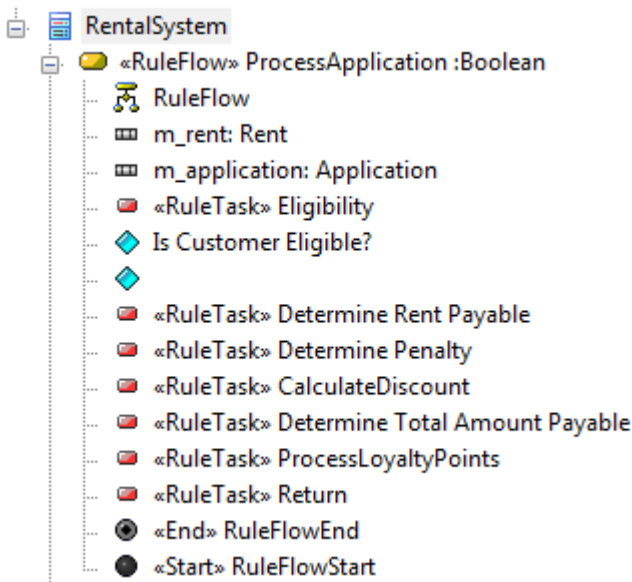 RentalSystem
«RuleFlow» ProcessApplication :Boolean
RuleFlow
m_rent: Rent
m_application: Application
«RuleTask» Eligibility
Is Customer Eligible?
«RuleTask» Determine Rent Payable
«RuleTask» Determine Penalty
«RuleTask» CalculateDiscount
«RuleTask» Determine Total Amount Payable
«RuleTask» ProcessLoyaltyPoints
«RuleTask» Return
«End» RuleFlowEnd
«Start» RuleFlowStart